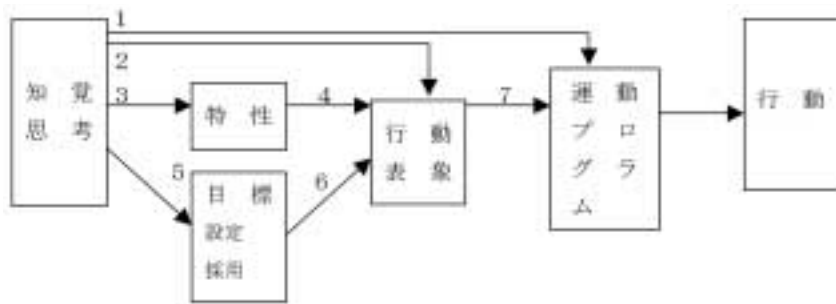 1
2
3
知 覚
思 考
特 性
4
5
目 標
設定
採用
6
行 動
表 象
7
運 動
プ ロ
グ ラ
ム
行 動